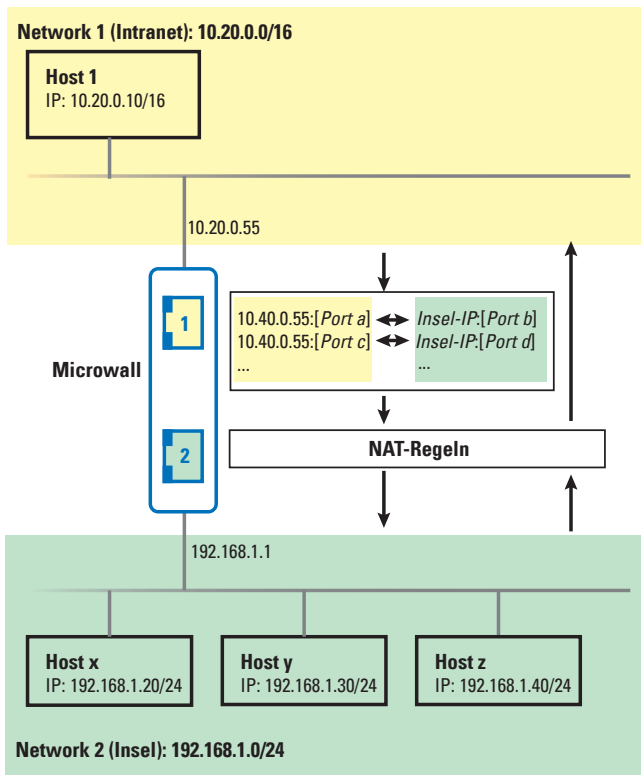 Network 1 (Intranet): 10.20.0.0/16
Host 1
IP: 10.20.0.10/16
10.20.0.55
Microwall
1
2
10.40.0.55:[Port a] Insel-IP:[Port b]
10.40.0.55:[Port c] Insel-IP:[Port d]
... ...
NAT-Regeln
192.168.1.1
Host x
IP: 192.168.1.20/24
Host y
IP: 192.168.1.30/24
Host z
IP: 192.168.1.40/24
Network 2 (Insel): 192.168.1.0/24